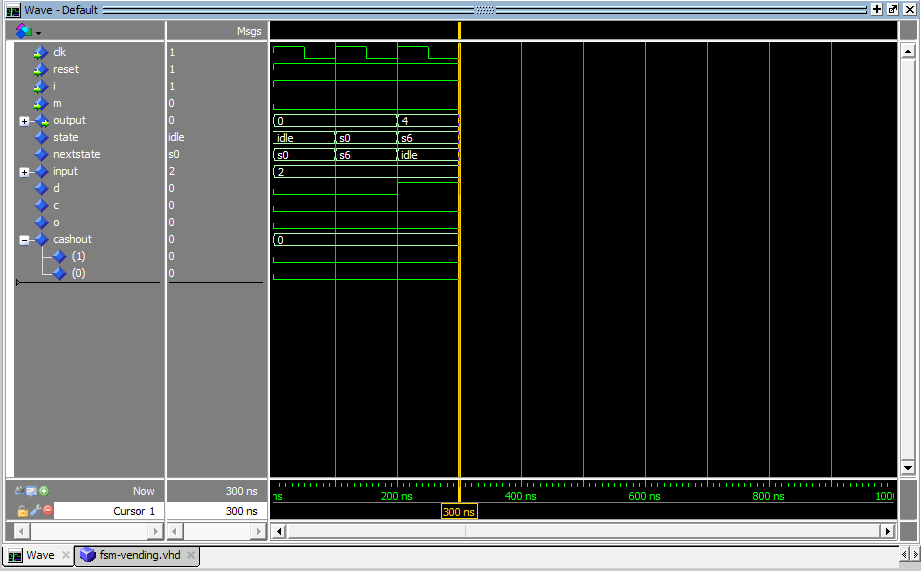 Wave - Default
Msgs
clk 1
reset 1
i 1
m 0
output 0 0 4
state idle idle s0 s6
nextstate s0 s0 s6 idle
input 2 2
d 0
c 0
o 0
cashout 0 0
(1) 0
(0) 0
Now 300 ns ns 200 ns 400 ns 600 ns 800 ns 1000
Cursor 1 300 ns 300 ns
Wave fsm-vending.vhd